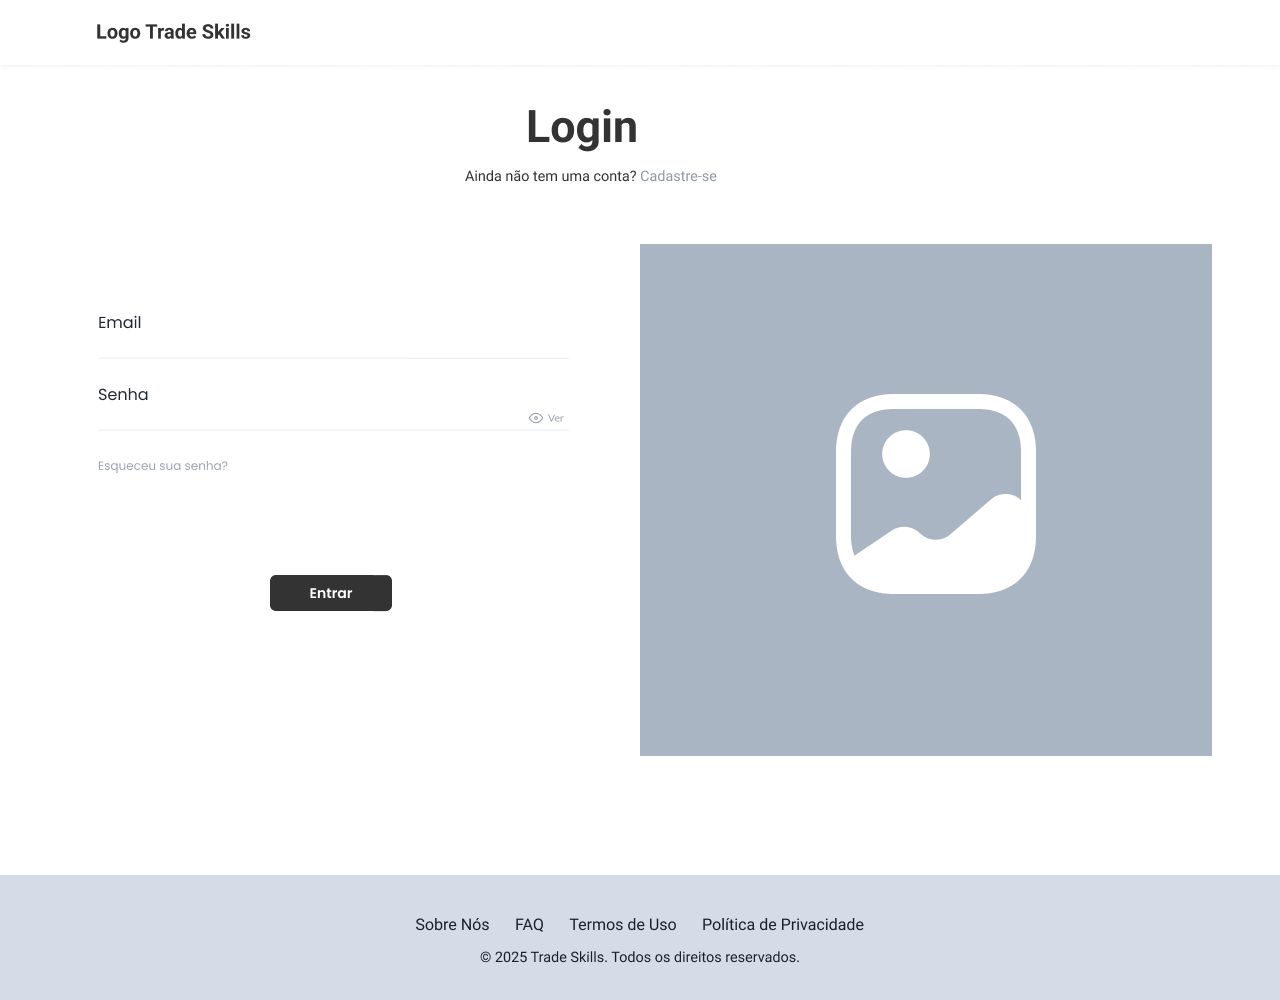 Logo Trade Skills
Login
Ainda não tem uma conta? Cadastre-se
Email
Senha
Ver
Esqueceu sua senha?
Entrar
Sobre Nós FAQ Termos de Uso Política de Privacidade
© 2025 Trade Skills. Todos os direitos reservados.